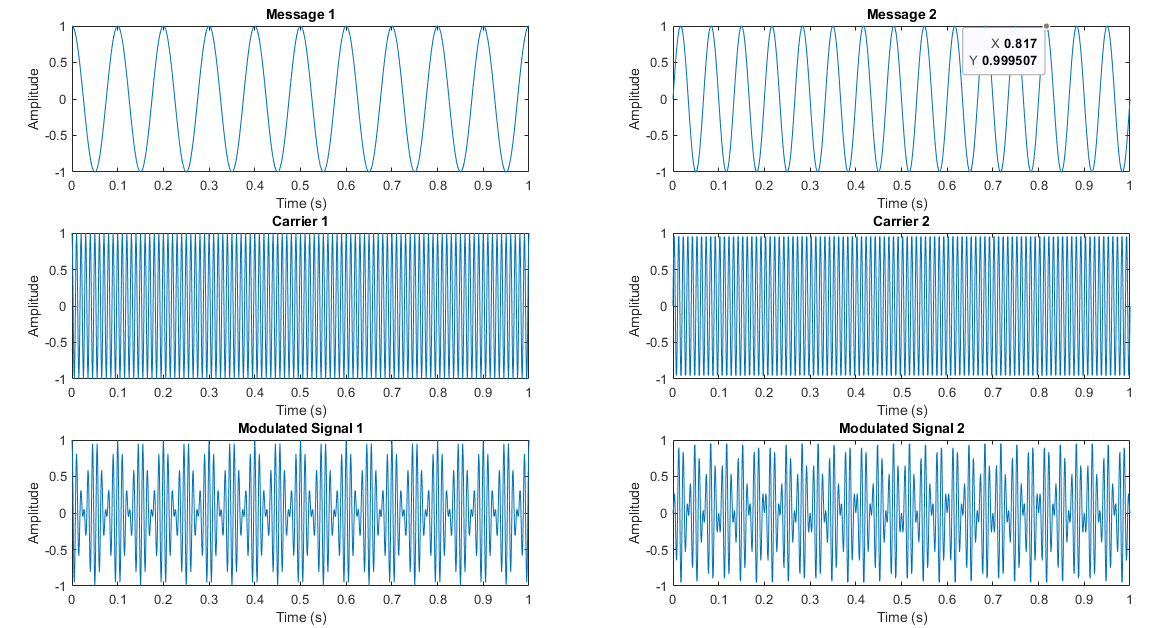 Message 1
Amplitude
1
0.5
0
-0.5
-1
0 0.1 0.2 0.3 0.4 0.5 0.6 0.7 0.8 0.9 1
Time (s)
Message 2
Amplitude
1
0.5
0
-0.5
-1
X 0.817
Y 0.999507
0 0.1 0.2 0.3 0.4 0.5 0.6 0.7 0.8 0.9 1
Time (s)
Carrier 1
Amplitude
1
0.5
0
-0.5
-1
0 0.1 0.2 0.3 0.4 0.5 0.6 0.7 0.8 0.9 1
Time (s)
Carrier 2
Amplitude
1
0.5
0
-0.5
-1
0 0.1 0.2 0.3 0.4 0.5 0.6 0.7 0.8 0.9 1
Time (s)
Modulated Signal 1
Amplitude
1
0.5
0
-0.5
-1
0 0.1 0.2 0.3 0.4 0.5 0.6 0.7 0.8 0.9 1
Time (s)
Modulated Signal 2
Amplitude
1
0.5
0
-0.5
-1
0 0.1 0.2 0.3 0.4 0.5 0.6 0.7 0.8 0.9 1
Time (s)